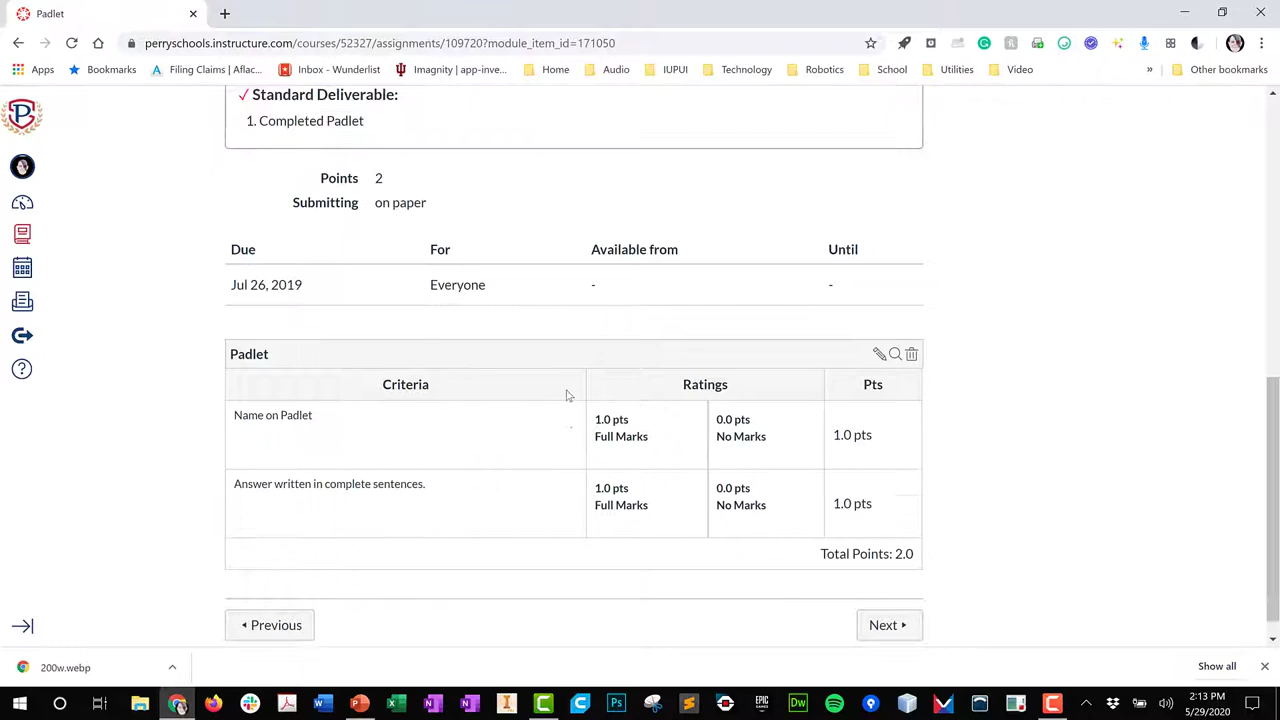 Padlet
perryschools.instructure.com/courses/52327/assignment/109720?module_item_id=171050
Apps Bookmarks Filing Claims | Aflac... Inbox - Wunderlist Imagnity | app-inve... Home Audio IUPUI Technology Robotics School Utilities Video » Other bookmarks
Standard Deliverable:
1. Completed Padlet
Points 2
Submitting on paper
Due For Available from Until
Jul 26, 2019 Everyone - -
Padlet
Criteria Ratings Pts
Name on Padlet
1.0 pts 0.0 pts
Full Marks No Marks
1.0 pts
Answer written in complete sentences.
1.0 pts 0.0 pts
Full Marks No Marks
1.0 pts
Total Points: 2.0
Previous Next
200w.webp Show all
2:13 PM
5/29/2020